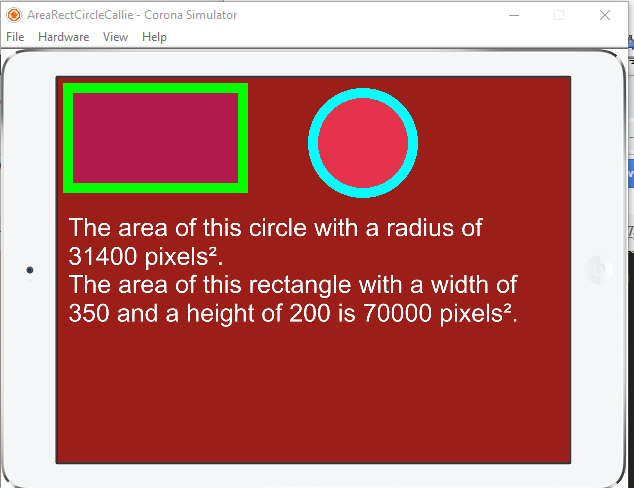 AreaRectCircleCallie - Corona Simulator
File Hardware View Help
The area of this circle with a radius of
31400 pixels².
The area of this rectangle with a width of
350 and a height of 200 is 70000 pixels².